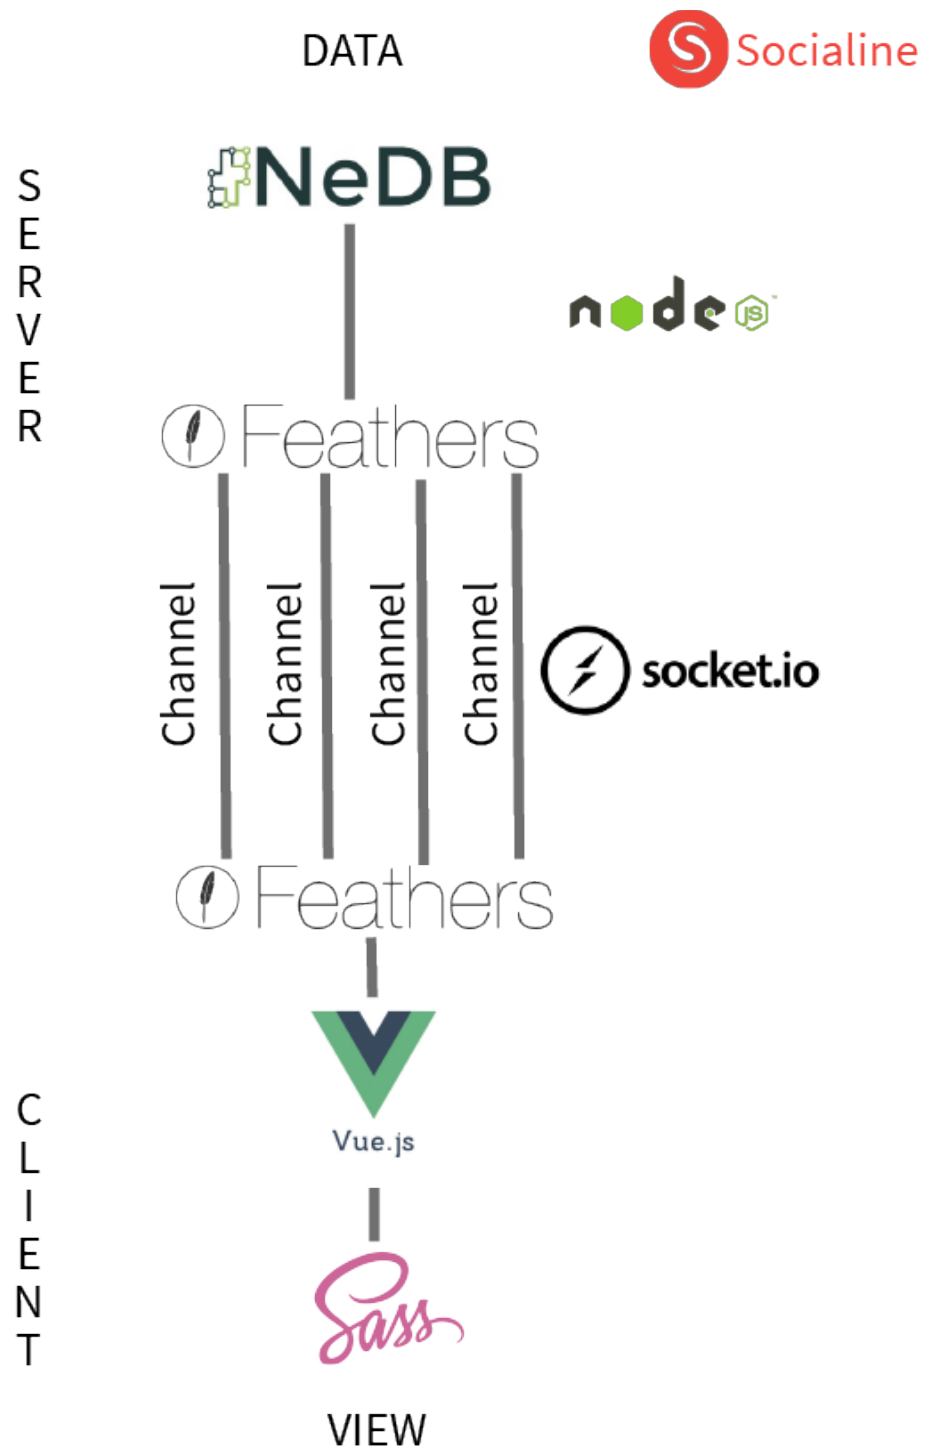 DATA
Socialine
NeDB
SERVER
node JS
Feathers
Channel
Channel
Channel
Channel
socket.io
Feathers
Vue.js
CLIENT
Sass
VIEW